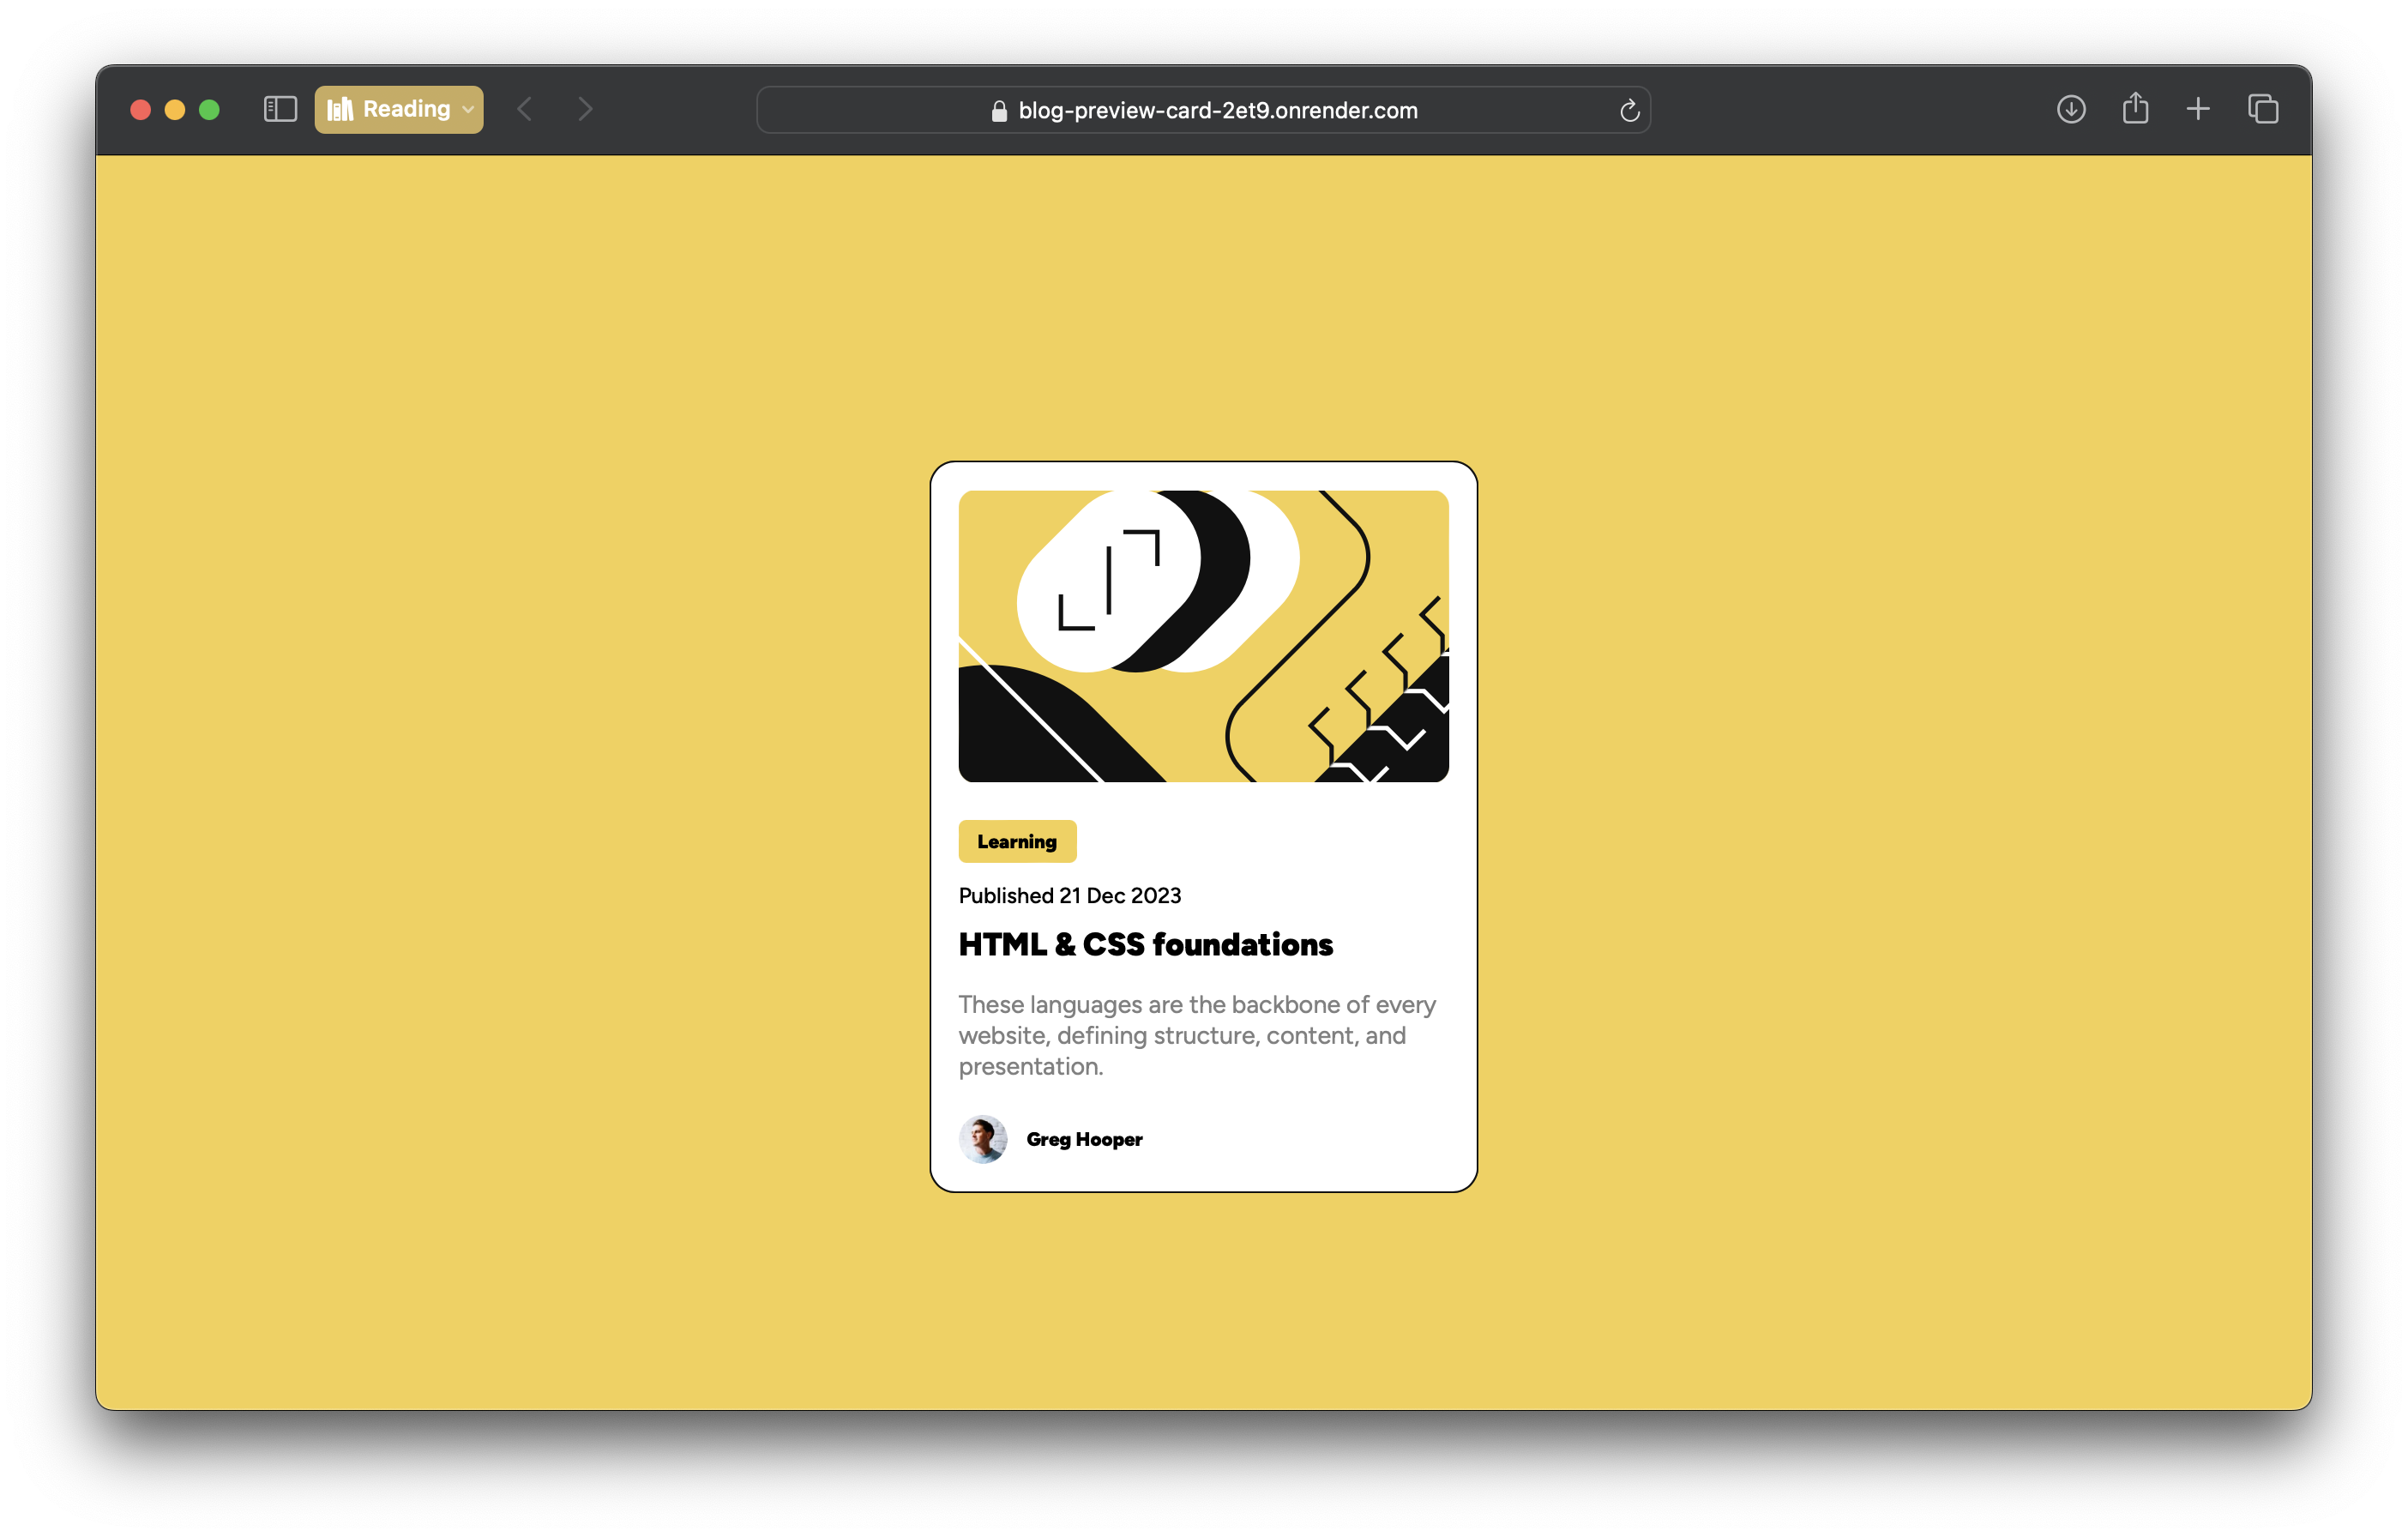 Reading
blog-preview-card-2et9.onrender.com
Learning
Published 21 Dec 2023
HTML & CSS foundations
These languages are the backbone of every
website, defining structure, content, and
presentation.
Greg Hooper